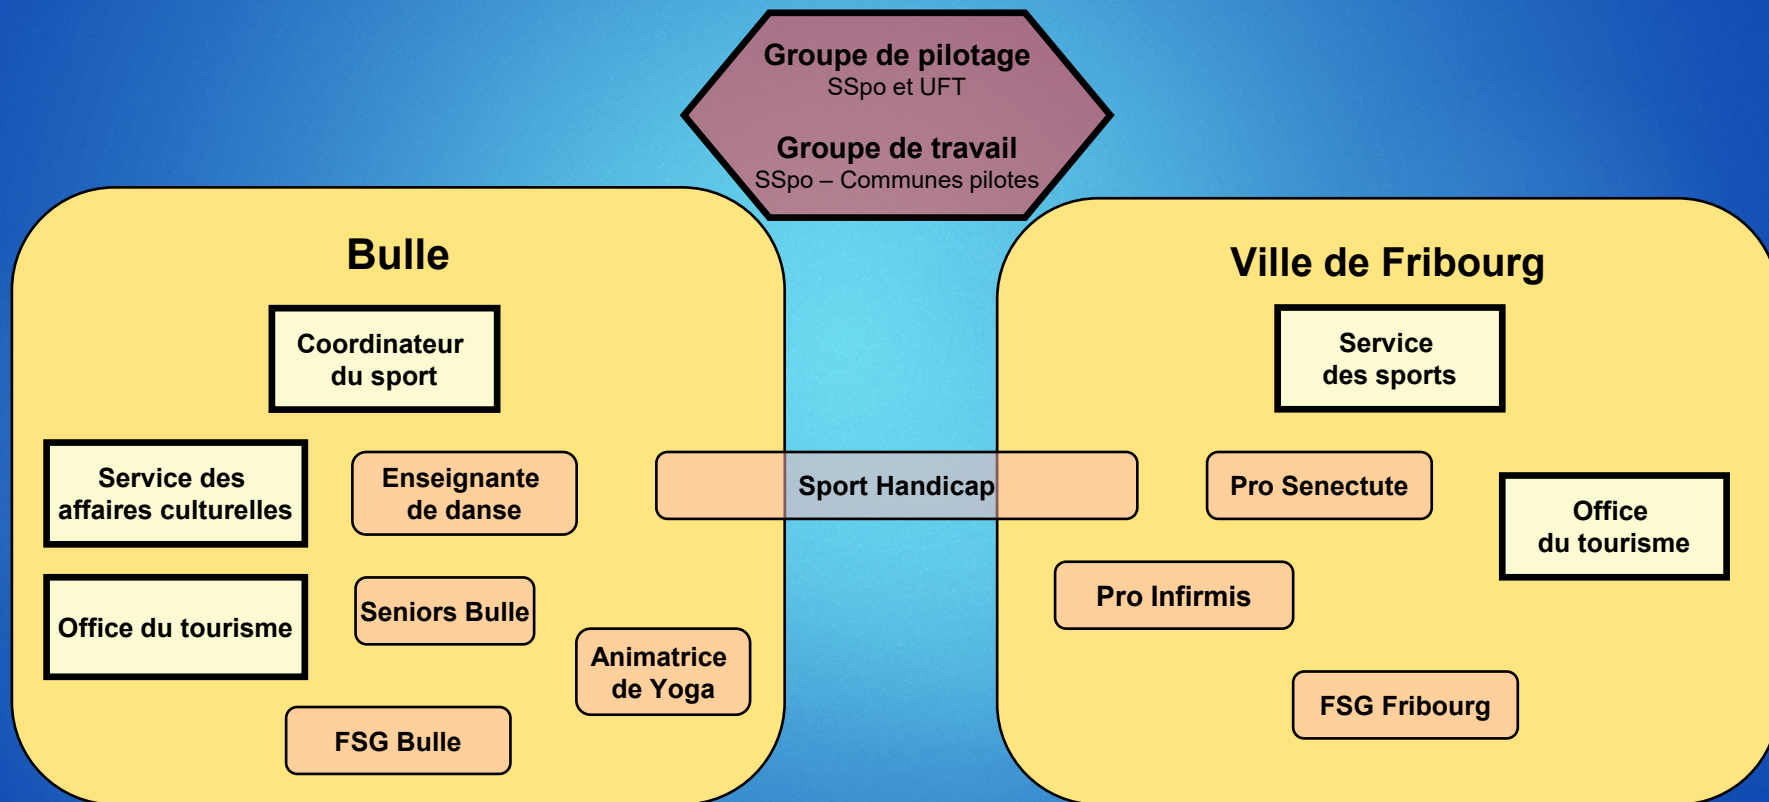 Groupe de pilotage
SSpo et UFT
Groupe de travail
SSpo – Communes pilotes
Bulle
Coordinateur
du sport
Service des
affaires culturelles
Enseignante
de danse
Office du tourisme
Seniors Bulle
Animatrice
de Yoga
FSG Bulle
Sport Handicap
Ville de Fribourg
Service
des sports
Pro Senectute
Office
du tourisme
Pro Infirmis
FSG Fribourg